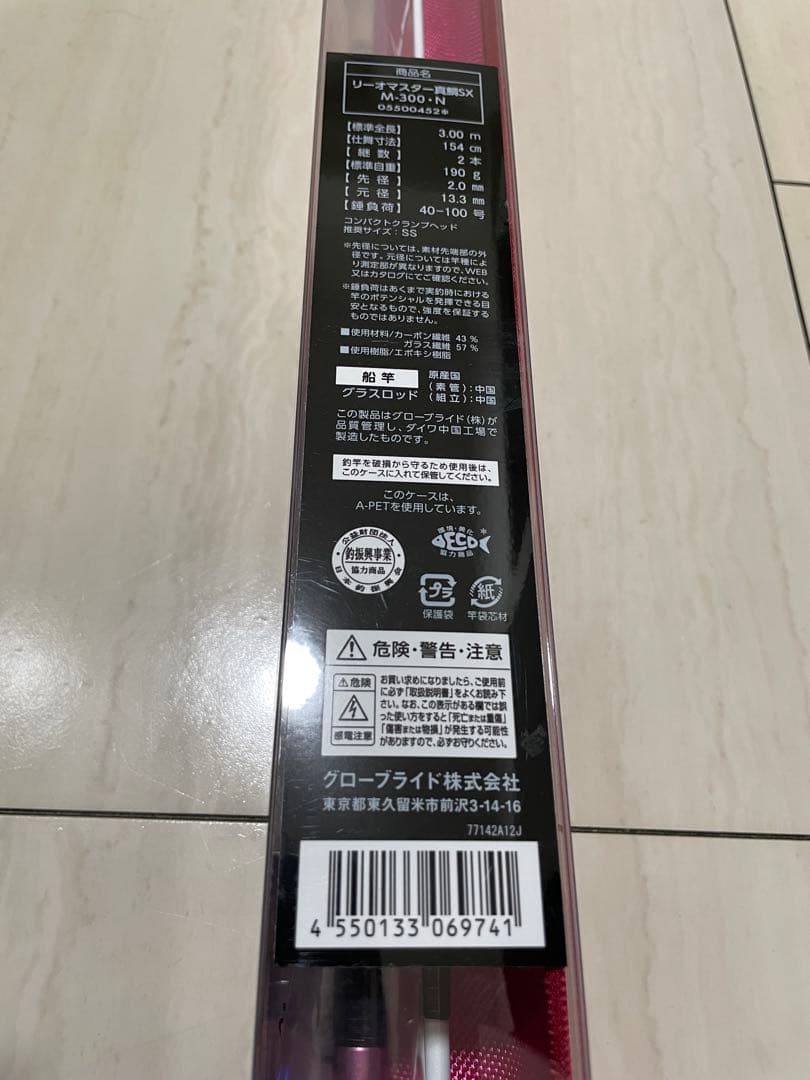 商品名
リーオマスター真鯛SX
M-300・N
05500452*
【標準全長】 3.00 m
【仕舞寸法】 154 cm
【継数】 2 本
【標準自重】 190 g
【先径】 2.0 mm
【元径】 13.3 mm
【錘負荷】 40-100 号
コンパクトクランプヘッド
推奨サイズ:SS
※先径については、素材先端部の外
径です。元径については竿種によ
り測定部が異なりますので、WEB
又はカタログにてご確認ください。
※錘負荷はあくまで実釣時における
竿のポテンシャルを発揮できる目
安となるもので、強度を保証する
ものではありません。
■使用材料/カーボン繊維 43 %
ガラス繊維 57 %
■使用樹脂/エポキシ樹脂
船竿
グラスロッド
原産国
(素管):中国
(組立):中国
この製品はグローブライド(株)が
品質管理し、ダイワ中国工場で
製造したものです。
釣竿を破損から守るため使用後は、
このケースに入れて保管してください。
このケースは、
A-PETを使用しています。
公益財団法人
釣振興事業
協力商品
日本釣振興会
環境・美化
DECO
協力商品
プラ
保護袋
紙
竿袋芯材
危険・警告・注意
危険
感電注意
お買い求めになりましたら、ご使用前
に必ず「取扱説明書」をよくお読み下
さい。なお、この表示がある欄では誤
った使い方をすると「死亡または重傷」
「傷害または物損」が発生する可能性
がありますので、必ずお守りください。
グローブライド株式会社
東京都東久留米市前沢3-14-16
77142A12J
4 550133 069741